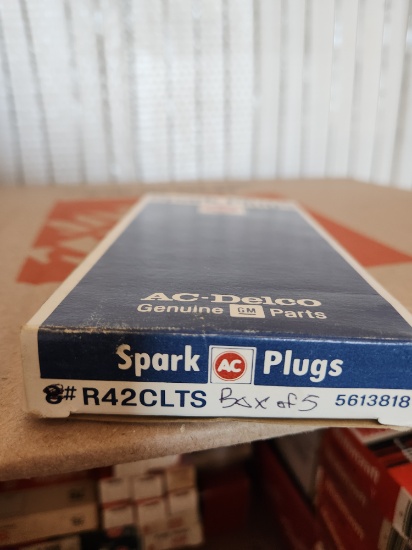 AC-Delco
Genuine GM Parts
Spark AC Plugs
8# R42CLTS Box of 5 5613818